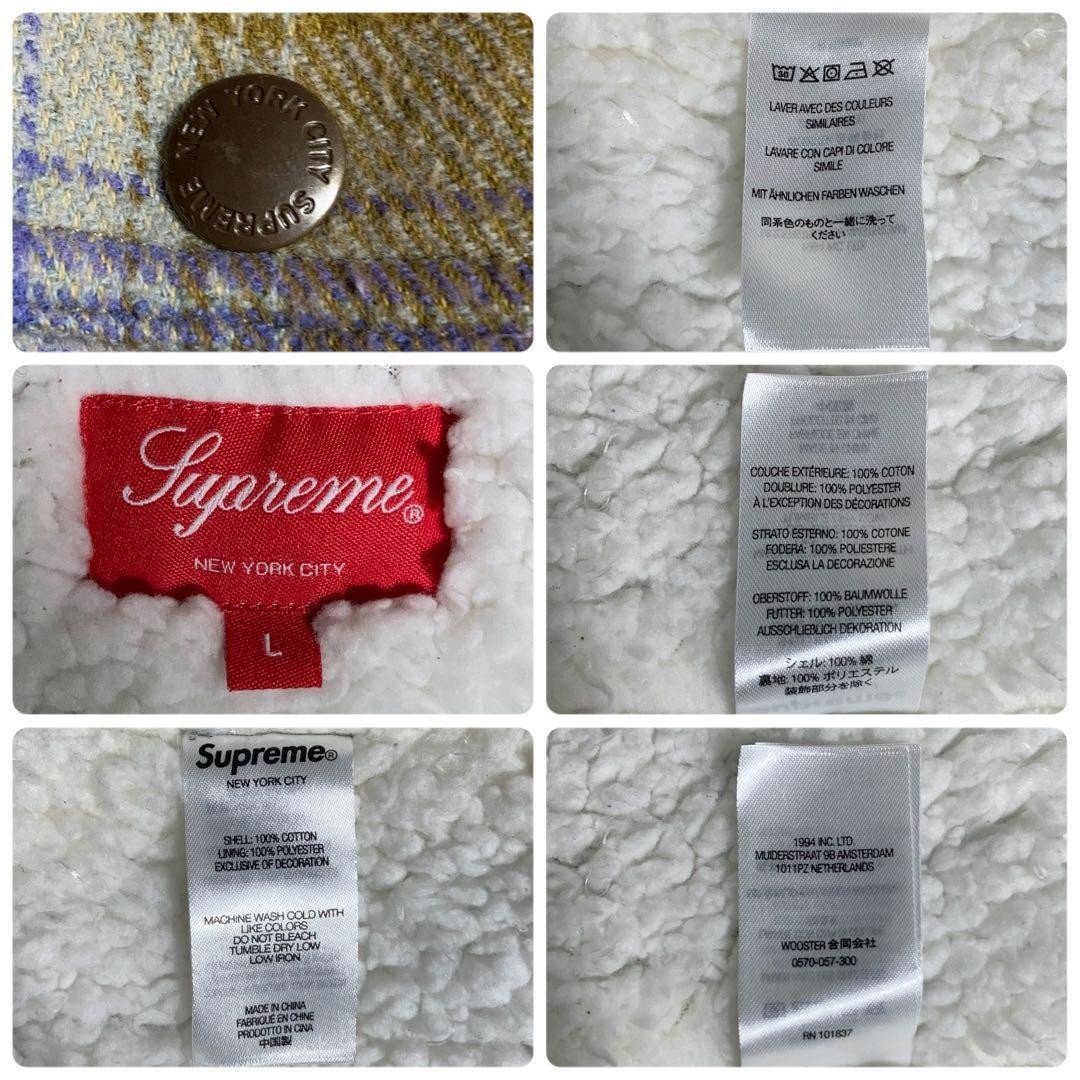 NEW YORK CITY SUPREME
30
LAVER AVEC DES COULEURS
SIMILAIRES
LAVARE CON CAPI DI COLORE
SIMILE
MIT ÄHNLICHEN FARBEN WASCHEN
同系色のものと一緒に洗って
ください
Supreme®
NEW YORK CITY
L
COUCHE EXTÉRIEURE: 100% COTON
DOUBLURE: 100% POLYESTER
À L'EXCEPTION DES DÉCORATIONS
STRATO ESTERNO: 100% COTONE
FODERA: 100% POLIESTERE
ESCLUSA LA DECORAZIONE
OBERSTOFF: 100% BAUMWOLLE
FUTTER: 100% POLYESTER
AUSSCHLIEßLICH DEKORATION
シェル: 100% 綿
裏地: 100% ポリエステル
装飾部分を除く
Supreme®
NEW YORK CITY
SHELL: 100% COTTON
LINING: 100% POLYESTER
EXCLUSIVE OF DECORATION
MACHINE WASH COLD WITH
LIKE COLORS
DO NOT BLEACH
TUMBLE DRY LOW
LOW IRON
MADE IN CHINA
FABRIQUÉ EN CHINE
PRODOTTO IN CINA
中国製
1994 INC. LTD.
MUIDERSTRAAT 9B AMSTERDAM
1011PZ NETHERLANDS
WOOSTER 合同会社
0570-057-300
RN 101837